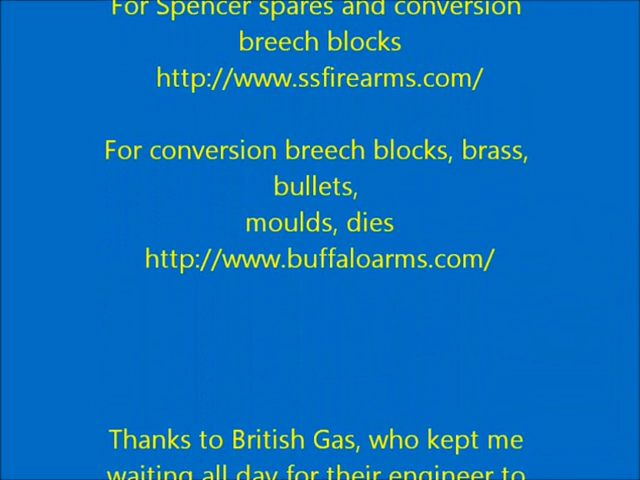 For Spencer spares and conversion
breech blocks
http://www.ssfirearms.com/
For conversion breech blocks, brass,
bullets,
moulds, dies
http://www.buffaloarms.com/
Thanks to British Gas, who kept me
waiting all day for their engineer to